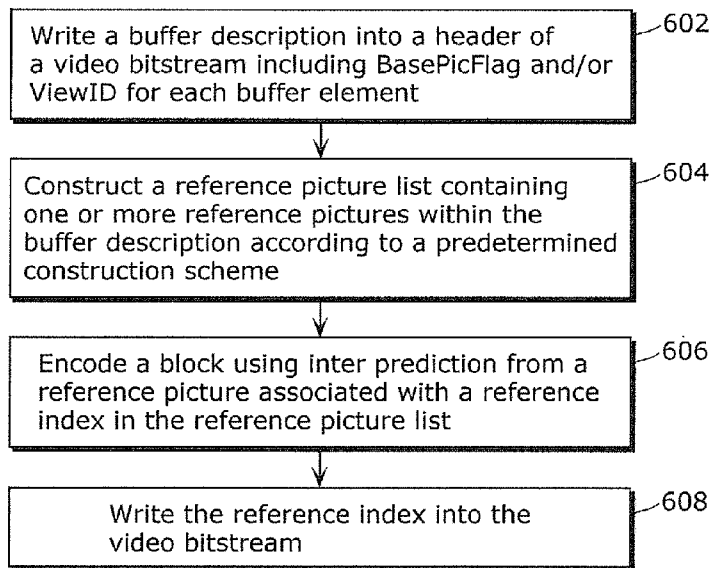 Write a buffer description into a header of
a video bitstream including BasePicFlag and/or
ViewID for each buffer element
602
Construct a reference picture list containing
one or more reference pictures within the
buffer description according to a predetermined
construction scheme
604
Encode a block using inter prediction from a
reference picture associated with a reference
index in the reference picture list
606
Write the reference index into the
video bitstream
608